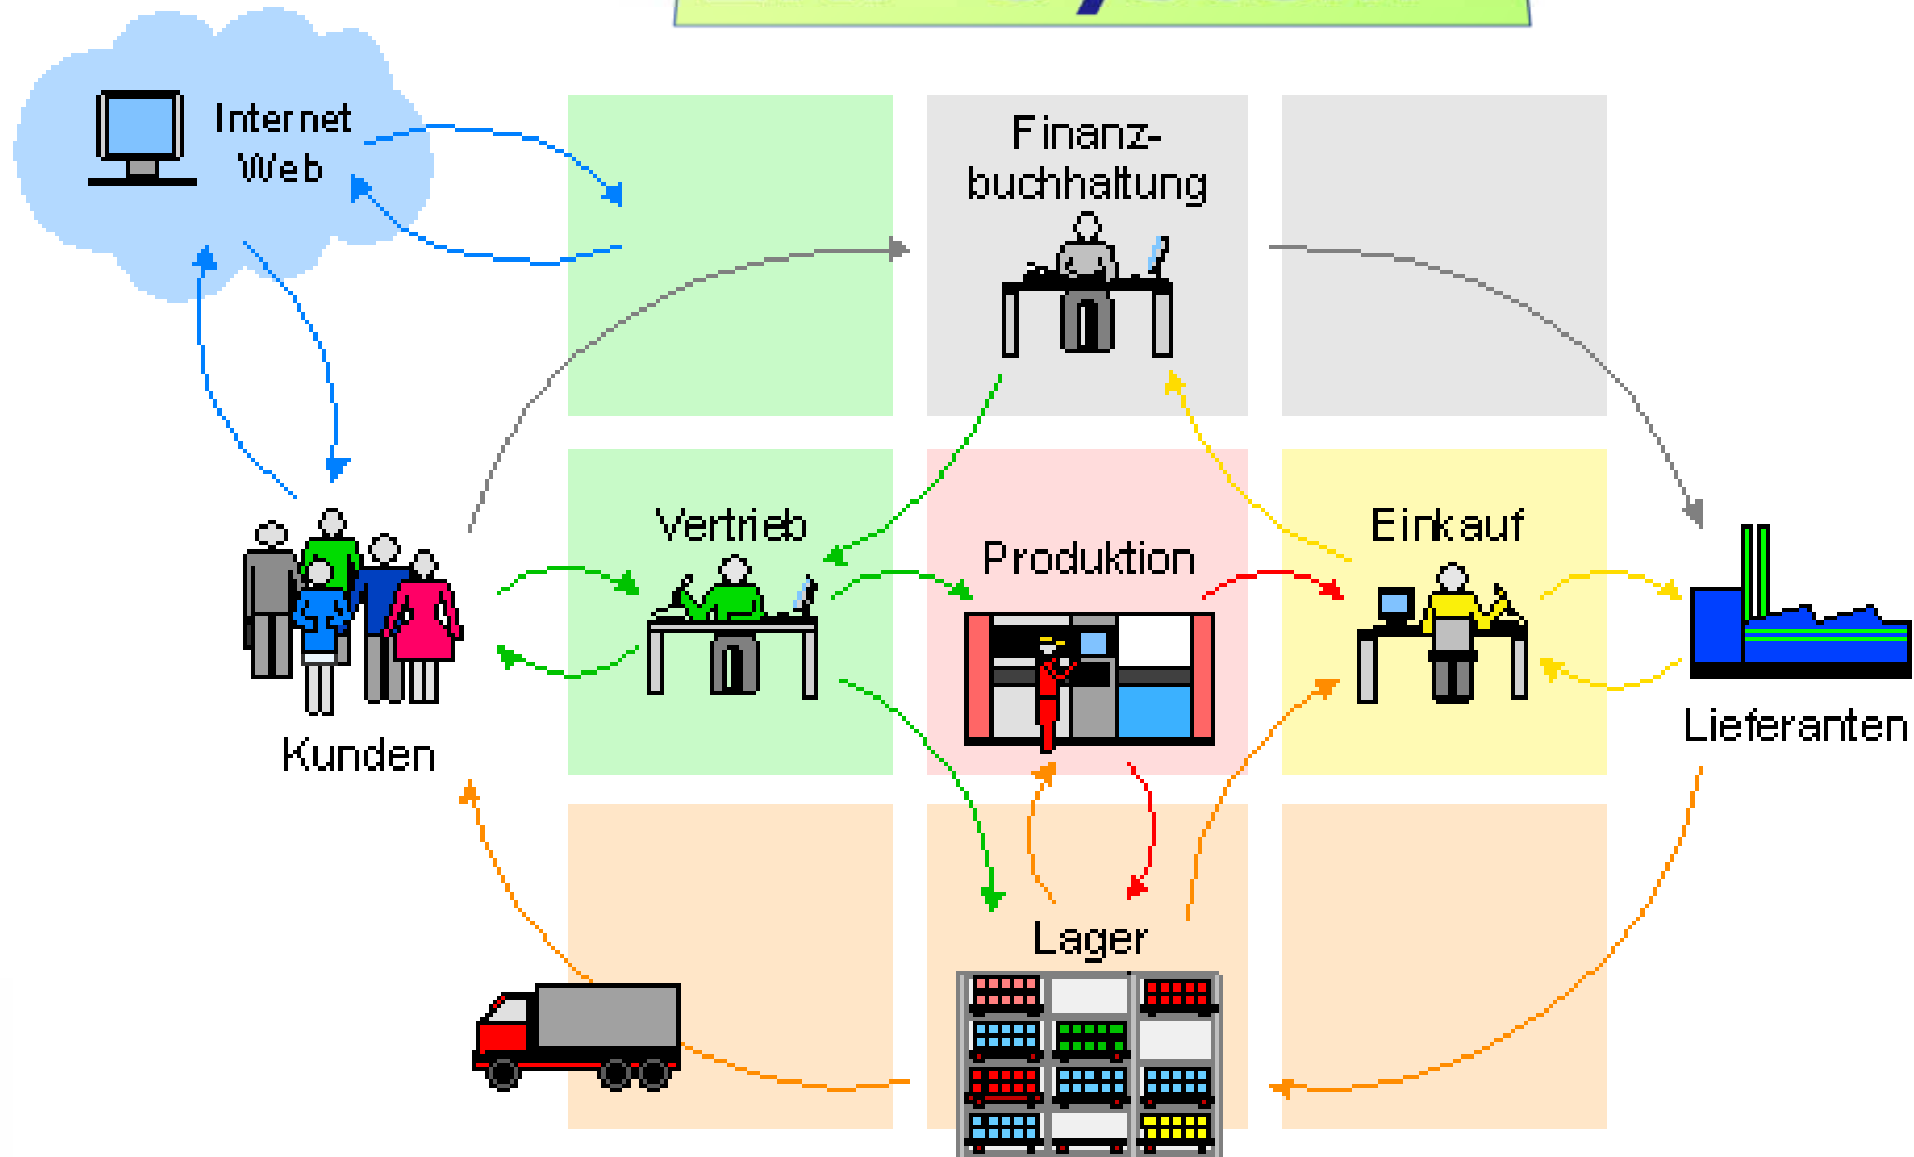 Internet
Web
Finanz-
buchhaltung
Vertrieb
Produktion
Einkauf
Kunden
Lieferanten
Lager